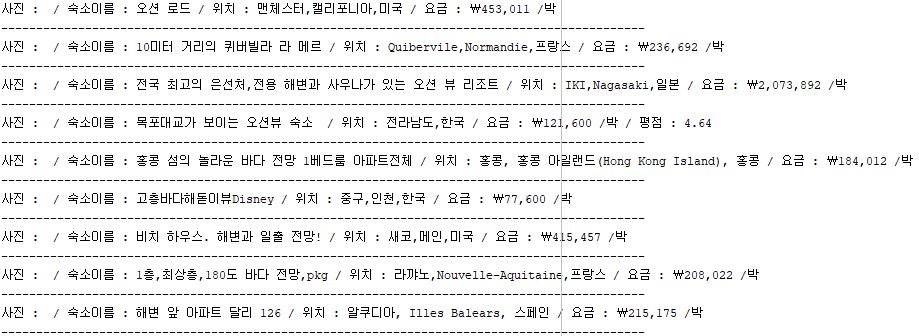 사진 :  / 숙소이름 : 오션 로드 / 위치 : 맨체스터,캘리포니아,미국 / 요금 : ₩453,011 /박
--------------------------------------------------------------------------------
사진 :  / 숙소이름 : 10미터 거리의 퀴버빌라 라 메르 / 위치 : Quiberville,Normandie,프랑스 / 요금 : ₩236,692 /박
--------------------------------------------------------------------------------
사진 :  / 숙소이름 : 전국 최고의 은선처,전용 해변과 사우나가 있는 오션 뷰 리조트 / 위치 : IKI,Nagasaki,일본 / 요금 : ₩2,073,892 /박
--------------------------------------------------------------------------------
사진 :  / 숙소이름 : 목포대교가 보이는 오션뷰 숙소  / 위치 : 전라남도,한국 / 요금 : ₩121,600 /박 / 평점 : 4.64
--------------------------------------------------------------------------------
사진 :  / 숙소이름 : 홍콩 섬의 놀라운 바다 전망 1베드룸 아파트전체 / 위치 : 홍콩, 홍콩 아일랜드(Hong Kong Island), 홍콩 / 요금 : ₩184,012 /박
--------------------------------------------------------------------------------
사진 :  / 숙소이름 : 고층바다해돋이뷰Disney / 위치 : 중구,인천,한국 / 요금 : ₩77,600 /박
--------------------------------------------------------------------------------
사진 :  / 숙소이름 : 비치 하우스. 해변과 일출 전망! / 위치 : 새코,메인,미국 / 요금 : ₩415,457 /박
--------------------------------------------------------------------------------
사진 :  / 숙소이름 : 1층,최상층,180도 바다 전망,pkg / 위치 : 라꺄노,Nouvelle-Aquitaine,프랑스 / 요금 : ₩208,022 /박
--------------------------------------------------------------------------------
사진 :  / 숙소이름 : 해변 앞 아파트 달리 126 / 위치 : 알쿠디아, Illes Balears, 스페인 / 요금 : ₩215,175 /박
--------------------------------------------------------------------------------